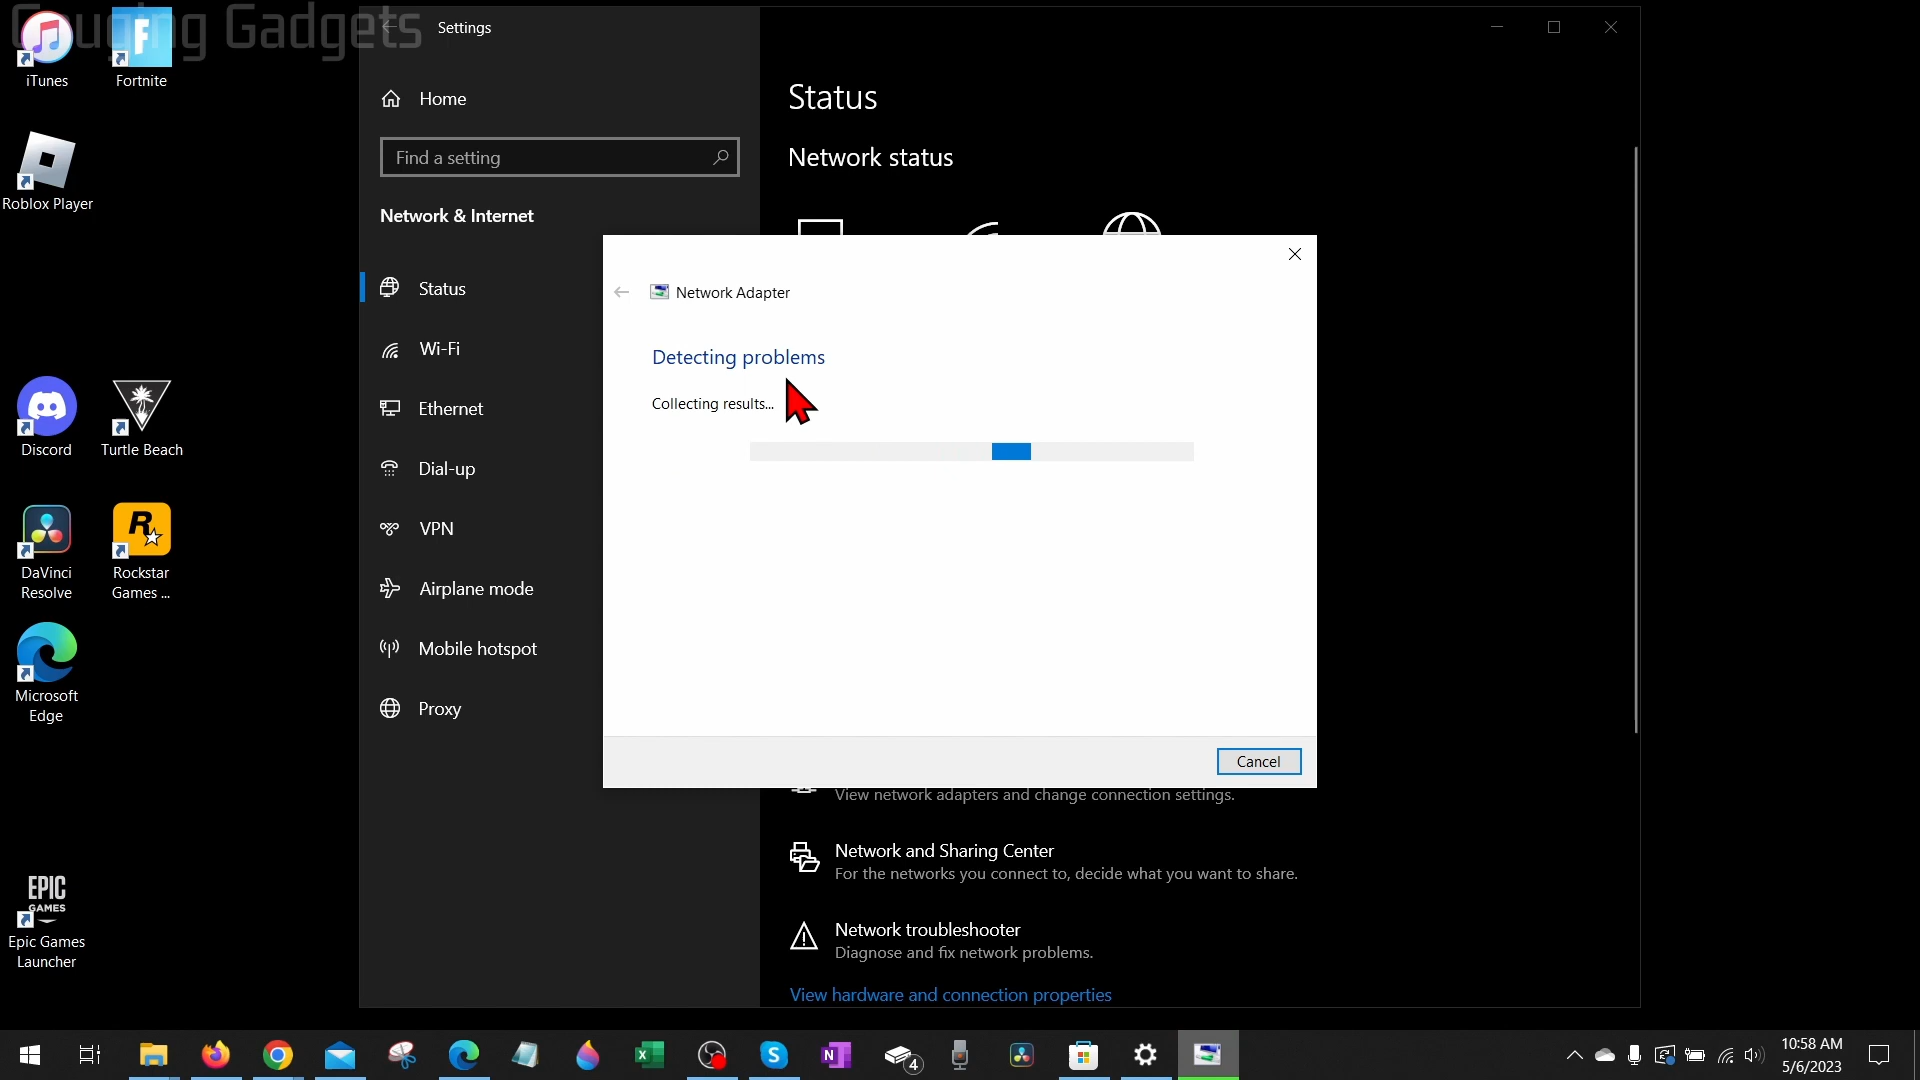 Gouging Gadgets
iTunes
Fortnite
Roblox Player
Discord
Turtle Beach
DaVinci
Resolve
Rockstar
Games ...
Microsoft
Edge
EPIC
GAMES
Epic Games
Launcher
Settings
Home
Find a setting
Network & Internet
Status
Wi-Fi
Ethernet
Dial-up
VPN
Airplane mode
Mobile hotspot
Proxy
Status
Network status
Network Adapter
Detecting problems
Collecting results...
Cancel
View network adapters and change connection settings.
Network and Sharing Center
For the networks you connect to, decide what you want to share.
Network troubleshooter
Diagnose and fix network problems.
View hardware and connection properties
4
10:58 AM
5/6/2023